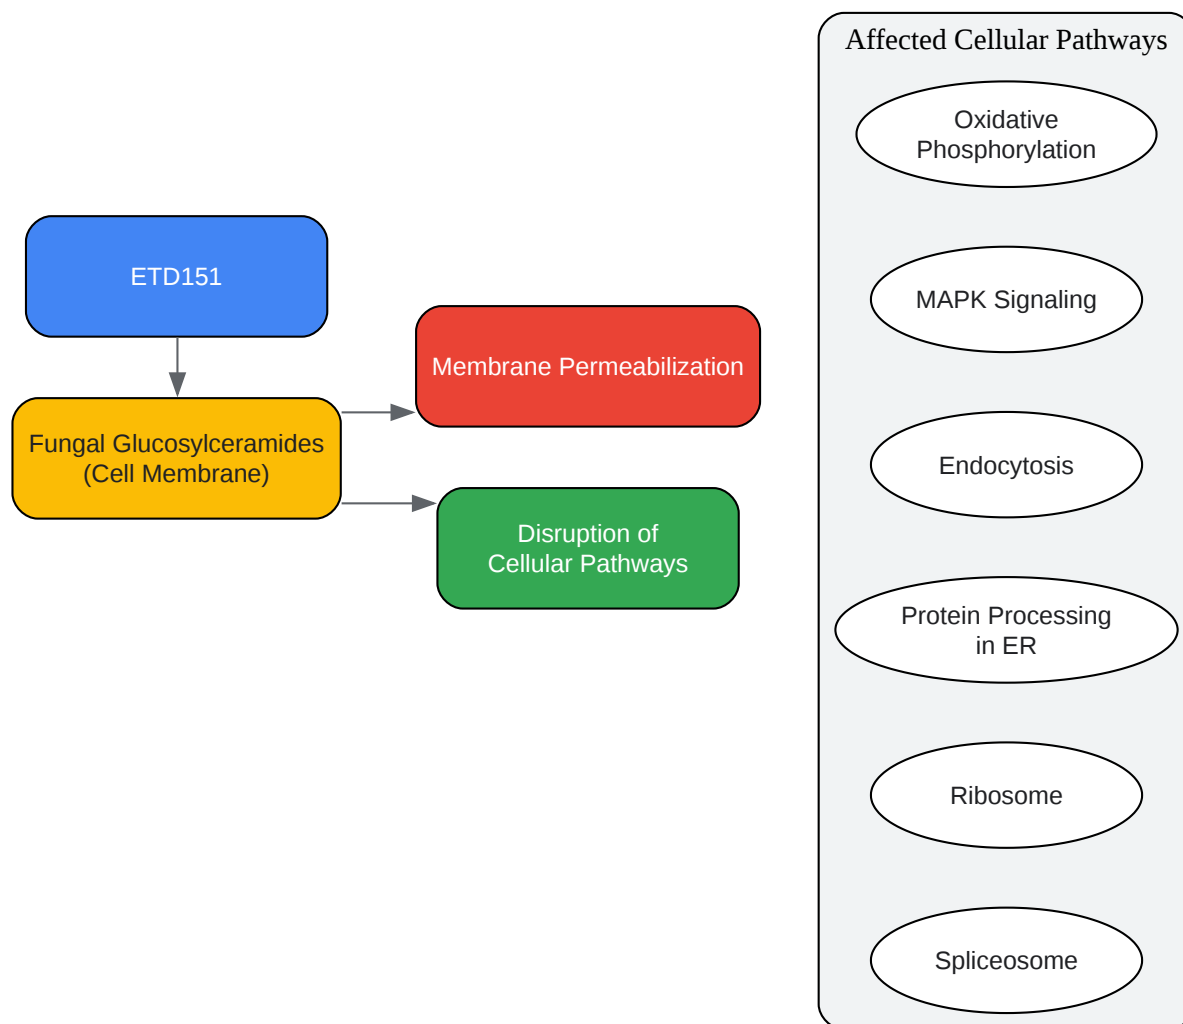 ETD151
Fungal Glucosylceramides
(Cell Membrane)
Membrane Permeabilization
Disruption of
Cellular Pathways
Affected Cellular Pathways
Oxidative
Phosphorylation
MAPK Signaling
Endocytosis
Protein Processing
in ER
Ribosome
Spliceosome